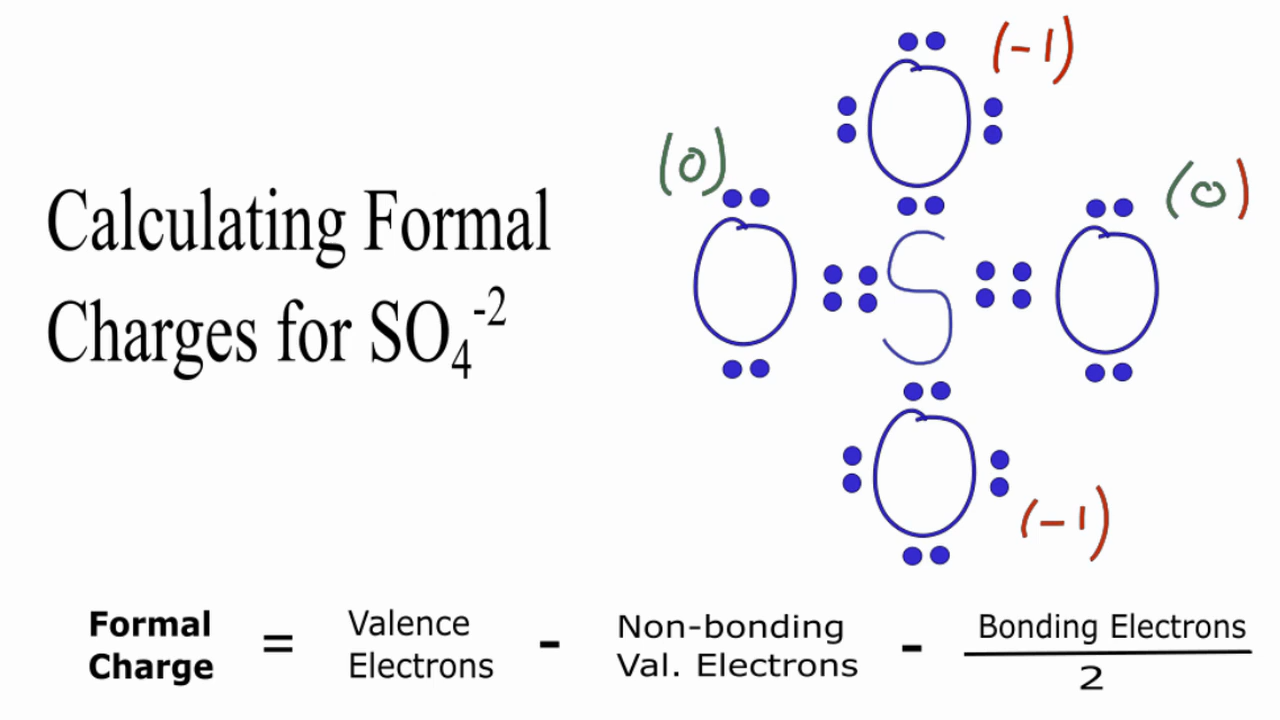 Calculating Formal
Charges for SO₄⁻²
(-1)
(0)
O
(0)
O
S
O
O
(-1)
Formal
Charge
=
Valence
Electrons
-
Non-bonding
Val. Electrons
-
Bonding Electrons
2